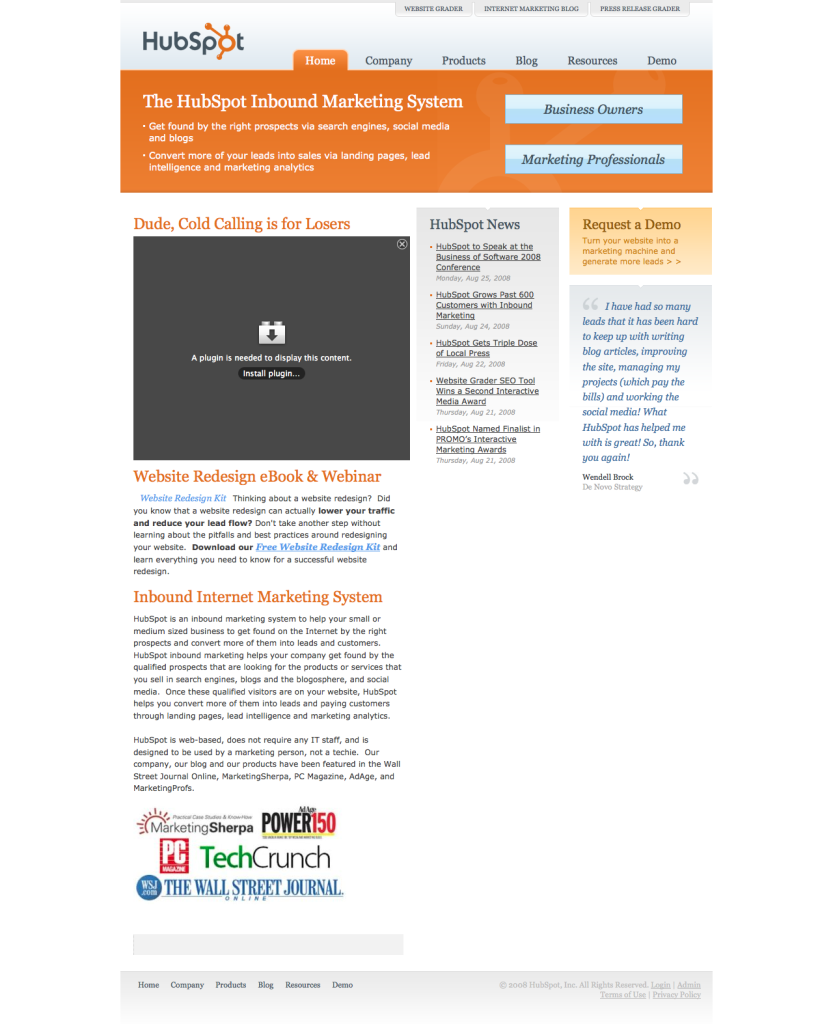 WEBSITE GRADER
INTERNET MARKETING BLOG
PRESS RELEASE GRADER
HubSpot
Home
Company
Products
Blog
Resources
Demo
The HubSpot Inbound Marketing System
• Get found by the right prospects via search engines, social media
and blogs
• Convert more of your leads into sales via landing pages, lead
intelligence and marketing analytics
Business Owners
Marketing Professionals
Dude, Cold Calling is for Losers
A plugin is needed to display this content.
Install plugin...
Website Redesign eBook & Webinar
Website Redesign Kit Thinking about a website redesign? Did
you know that a website redesign can actually lower your traffic
and reduce your lead flow? Don't take another step without
learning about the pitfalls and best practices around redesigning
your website. Download our Free Website Redesign Kit and
learn everything you need to know for a successful website
redesign.
Inbound Internet Marketing System
HubSpot is an inbound marketing system to help your small or
medium sized business to get found on the Internet by the right
prospects and convert more of them into leads and customers.
HubSpot inbound marketing helps your company get found by the
qualified prospects that are looking for the products or services that
you sell in search engines, blogs and the blogosphere, and social
media. Once these qualified visitors are on your website, HubSpot
helps you convert more of them into leads and paying customers
through landing pages, lead intelligence and marketing analytics.
HubSpot is web-based, does not require any IT staff, and is
designed to be used by a marketing person, not a techie. Our
company, our blog and our products have been featured in the Wall
Street Journal Online, MarketingSherpa, PC Magazine, AdAge, and
MarketingProfs.
Practical Case Studies & Know-How
MarketingSherpa
AdAge
POWER150
PC
MAGAZINE
TechCrunch
WSJ
.com
THE WALL STREET JOURNAL.
ONLINE
HubSpot News
• HubSpot to Speak at the
Business of Software 2008
Conference
Monday, Aug 25, 2008
• HubSpot Grows Past 600
Customers with Inbound
Marketing
Sunday, Aug 24, 2008
• HubSpot Gets Triple Dose
of Local Press
Friday, Aug 22, 2008
• Website Grader SEO Tool
Wins a Second Interactive
Media Award
Thursday, Aug 21, 2008
• HubSpot Named Finalist in
PROMO's Interactive
Marketing Awards
Thursday, Aug 21, 2008
Request a Demo
Turn your website into a
marketing machine and
generate more leads > >
“ I have had so many
leads that it has been hard
to keep up with writing
blog articles, improving
the site, managing my
projects (which pay the
bills) and working the
social media! What
HubSpot has helped me
with is great! So, thank
you again!
Wendell Brock ”
De Novo Strategy
Home
Company
Products
Blog
Resources
Demo
© 2008 HubSpot, Inc. All Rights Reserved. Login | Admin
Terms of Use | Privacy Policy